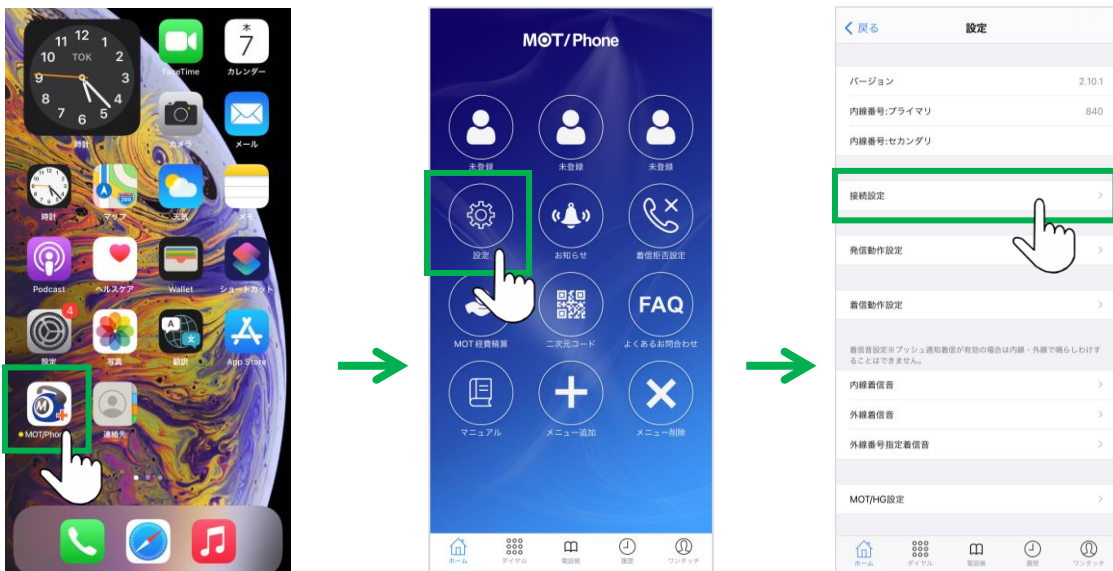 11 12 1
10 TOK 2
9 3
8 4
7 6 5
時計
FaceTime
木
7
カレンダー
カメラ
メール
時計
マップ
天気
メモ
Podcast
ヘルスケア
Wallet
ショートカット
4
設定
写真
翻訳
App Store
MOT/Phone
連絡先
MOT/Phone
未登録
未登録
未登録
設定
お知らせ
着信拒否設定
MOT経費精算
二次元コード
FAQ
よくあるお問合わせ
マニュアル
メニュー追加
メニュー削除
ホーム
ダイヤル
電話帳
履歴
ワンタッチ
戻る
設定
バージョン 2.10.1
内線番号:プライマリ 840
内線番号:セカンダリ
接続設定
発信動作設定
着信動作設定
着信音設定※プッシュ通知着信が有効の場合は内線・外線で鳴らしわけす
ることはできません。
内線着信音
外線着信音
外線番号指定着信音
MOT/HG設定
ホーム
ダイヤル
電話帳
履歴
ワンタッチ